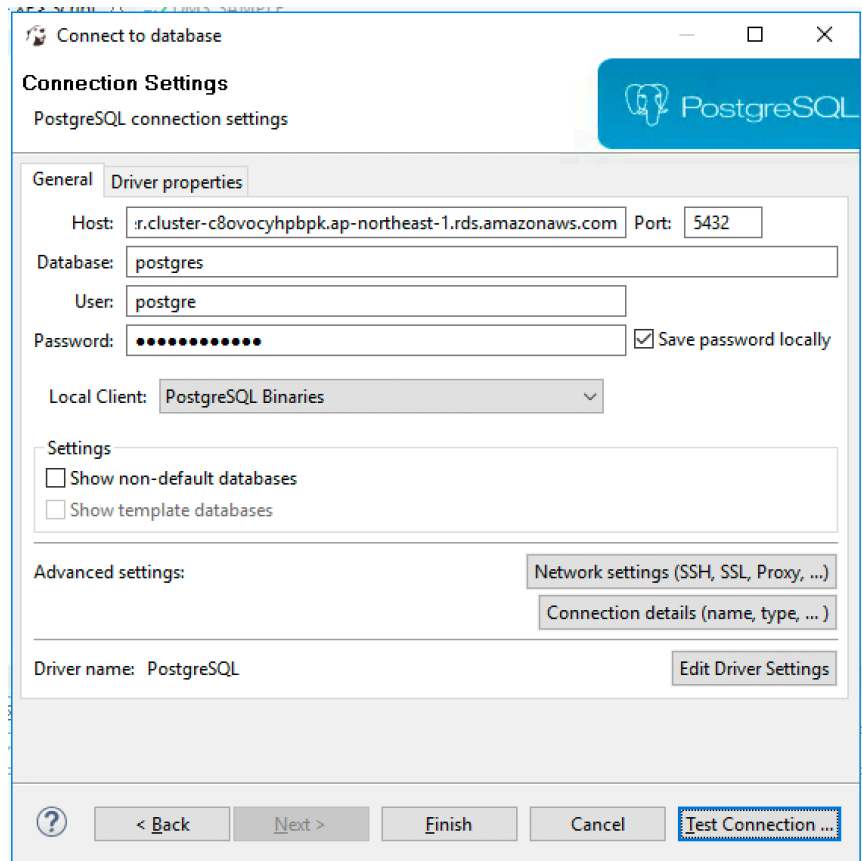 Connect to database
Connection Settings
PostgreSQL connection settings
PostgreSQL
General Driver properties
Host: r.cluster-c8ovocyhpbpk.ap-northeast-1.rds.amazonaws.com Port: 5432
Database: postgres
User: postgre
Password: ●●●●●●●●●●●● Save password locally
Local Client: PostgreSQL Binaries
Settings
Show non-default databases
Show template databases
Advanced settings: Network settings (SSH, SSL, Proxy, ...)
Connection details (name, type, ... )
Driver name: PostgreSQL Edit Driver Settings
? < Back Next > Finish Cancel Test Connection ...